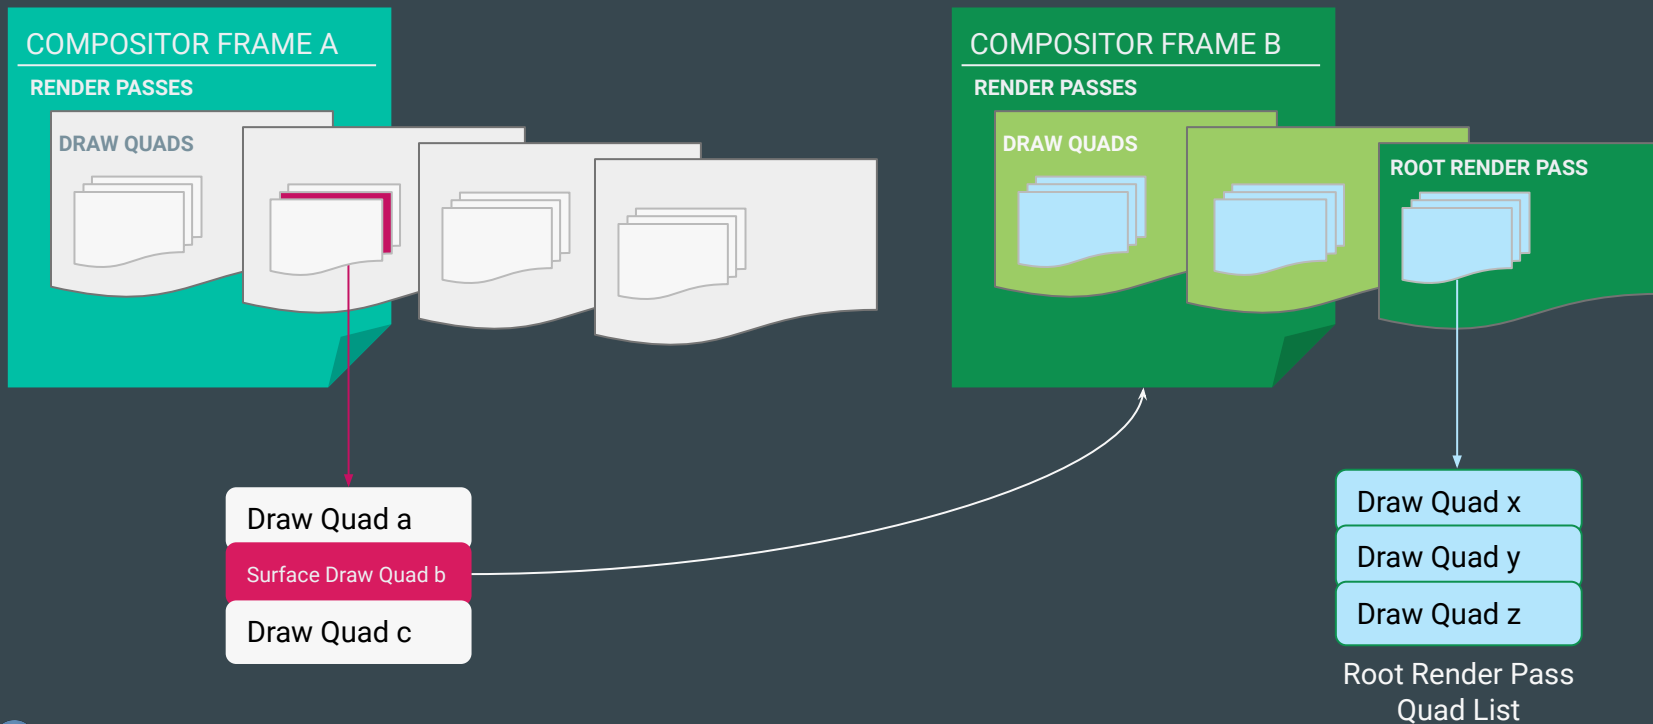 COMPOSITOR FRAME A
RENDER PASSES
DRAW QUADS
COMPOSITOR FRAME B
RENDER PASSES
DRAW QUADS
ROOT RENDER PASS
Draw Quad a
Surface Draw Quad b
Draw Quad c
Draw Quad x
Draw Quad y
Draw Quad z
Root Render Pass
Quad List